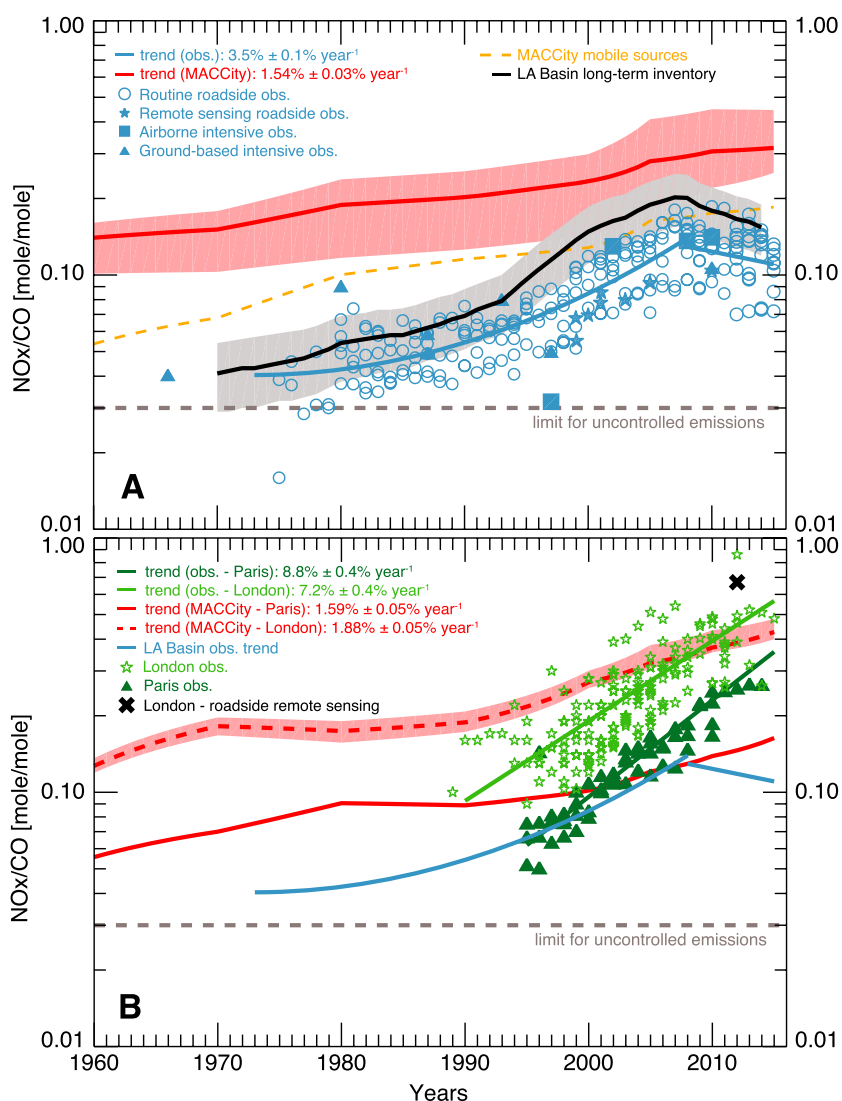 1.00
1.00
trend (obs.): 3.5% ± 0.1% year-1
MACCity mobile sources
trend (MACCity): 1.54% ± 0.03% year-1
LA Basin long-term inventory
Routine roadside obs.
Remote sensing roadside obs.
Airborne intensive obs.
Ground-based intensive obs.
NOx/CO [mole/mole]
0.10
0.10
limit for uncontrolled emissions
A
0.01
0.01
1.00
1.00
trend (obs. - Paris): 8.8% ± 0.4% year-1
trend (obs. - London): 7.2% ± 0.4% year-1
trend (MACCity - Paris): 1.59% ± 0.05% year-1
trend (MACCity - London): 1.88% ± 0.05% year-1
LA Basin obs. trend
London obs.
Paris obs.
London - roadside remote sensing
NOx/CO [mole/mole]
0.10
0.10
limit for uncontrolled emissions
B
0.01
0.01
1960 1970 1980 1990 2000 2010
Years